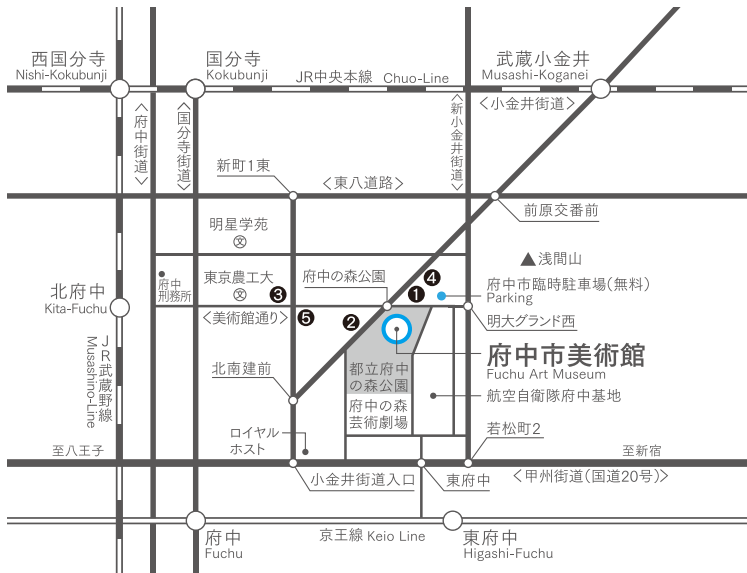 西国分寺
Nishi-Kokubunji
国分寺
Kokubunji
JR中央本線 Chuo-Line
武蔵小金井
Musashi-Koganei
〈小金井街道〉
〈府中街道〉
〈国分寺街道〉
〈新小金井街道〉
新町1東
〈東八道路〉
前原交番前
明星学苑
文
浅間山
府中刑務所
東京農工大
文
❸
府中の森公園
❹
❶
府中市臨時駐車場(無料)
Parking
北府中
Kita-Fuchu
〈美術館通り〉
❺
❷
明大グランド西
JR武蔵野線
Musashino-Line
府中市美術館
Fuchu Art Museum
北南建前
都立府中
の森公園
航空自衛隊府中基地
府中の森
芸術劇場
ロイヤル
ホスト
若松町2
至八王子
至新宿
小金井街道入口
東府中
〈甲州街道(国道20号)〉
府中
Fuchu
京王線 Keio Line
東府中
Higashi-Fuchu